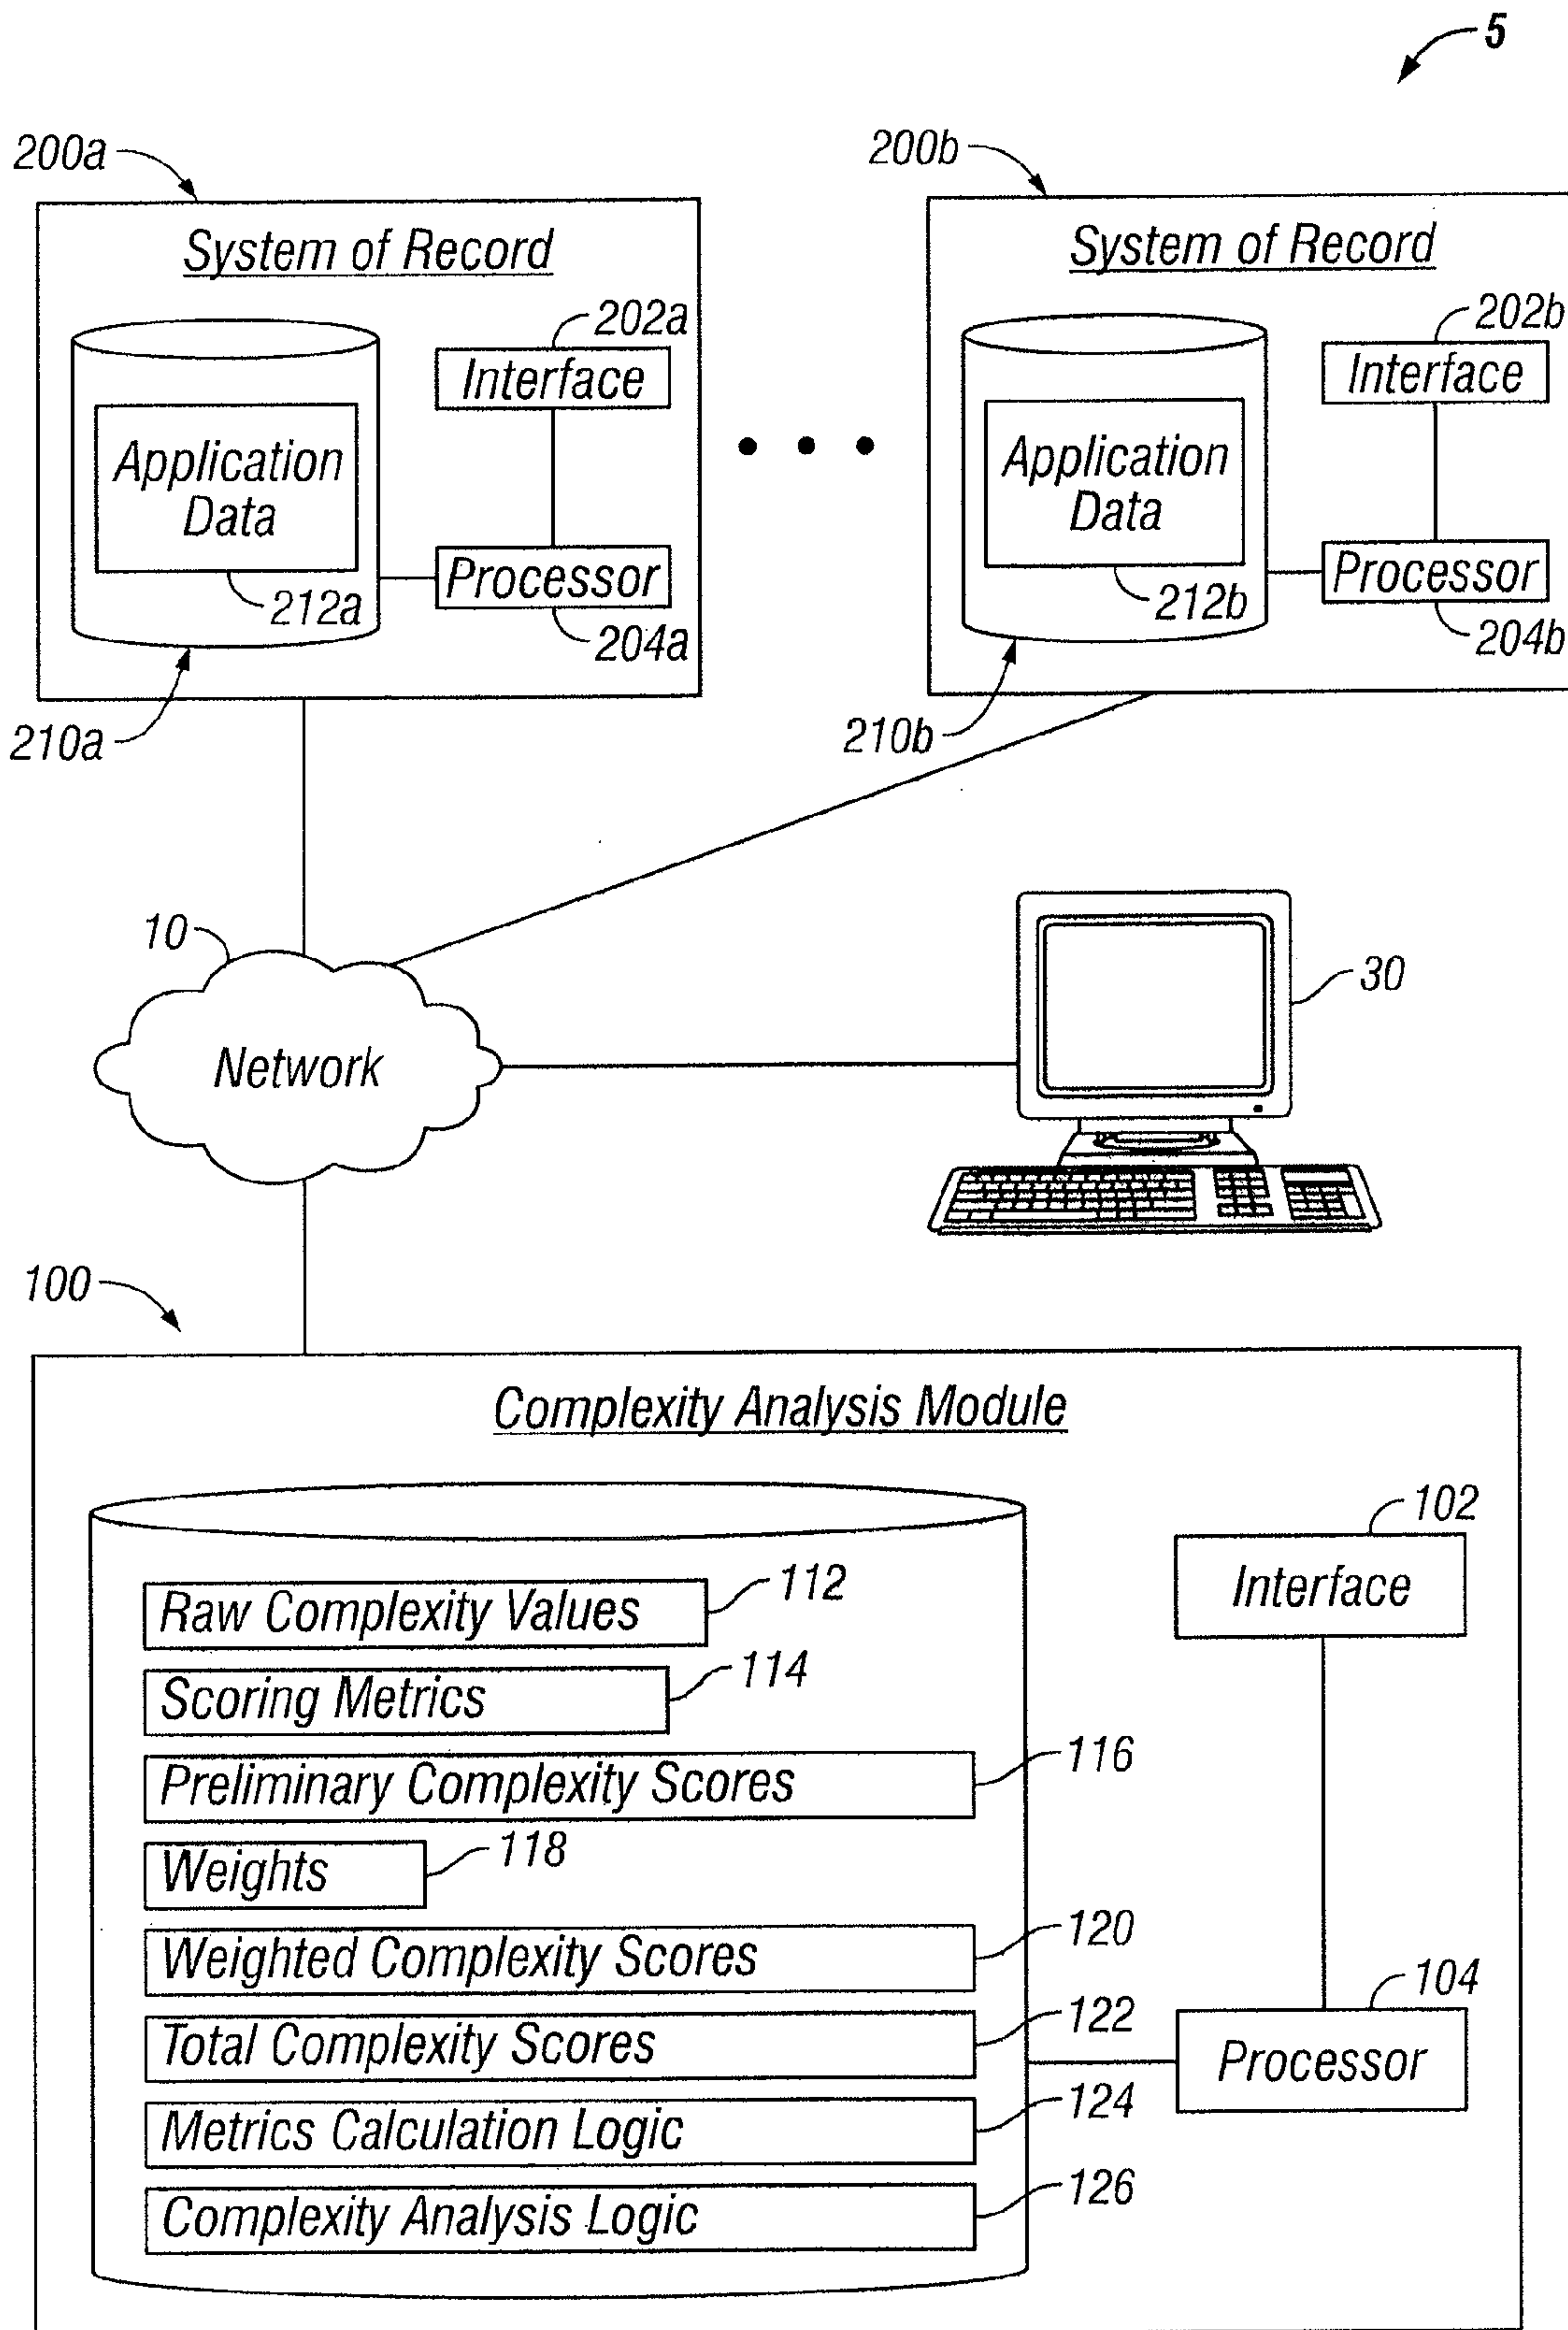 5
200a
200b
System of Record
202a
Interface
Application
Data
Processor
212a
204a
210a
System of Record
202b
Interface
Application
Data
Processor
212b
204b
210b
10
Network
30
100
Complexity Analysis Module
102
Interface
Raw Complexity Values
112
Scoring Metrics
114
Preliminary Complexity Scores
116
Weights
118
Weighted Complexity Scores
120
104
Total Complexity Scores
122
Processor
Metrics Calculation Logic
124
Complexity Analysis Logic
126